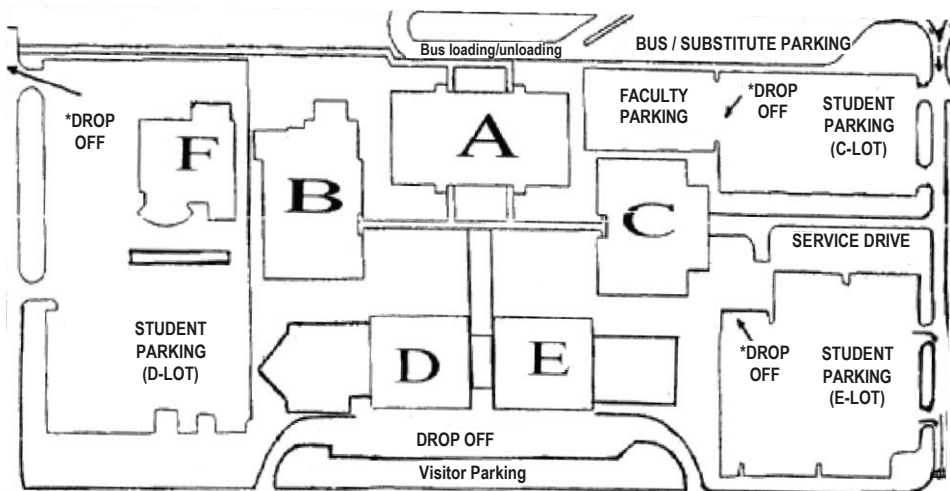 Bus loading/unloading
BUS / SUBSTITUTE PARKING
*DROP
OFF
FACULTY
PARKING
*DROP
OFF
STUDENT
PARKING
(C-LOT)
F
B
A
C
SERVICE DRIVE
STUDENT
PARKING
(D-LOT)
D
E
*DROP
OFF
STUDENT
PARKING
(E-LOT)
DROP OFF
Visitor Parking